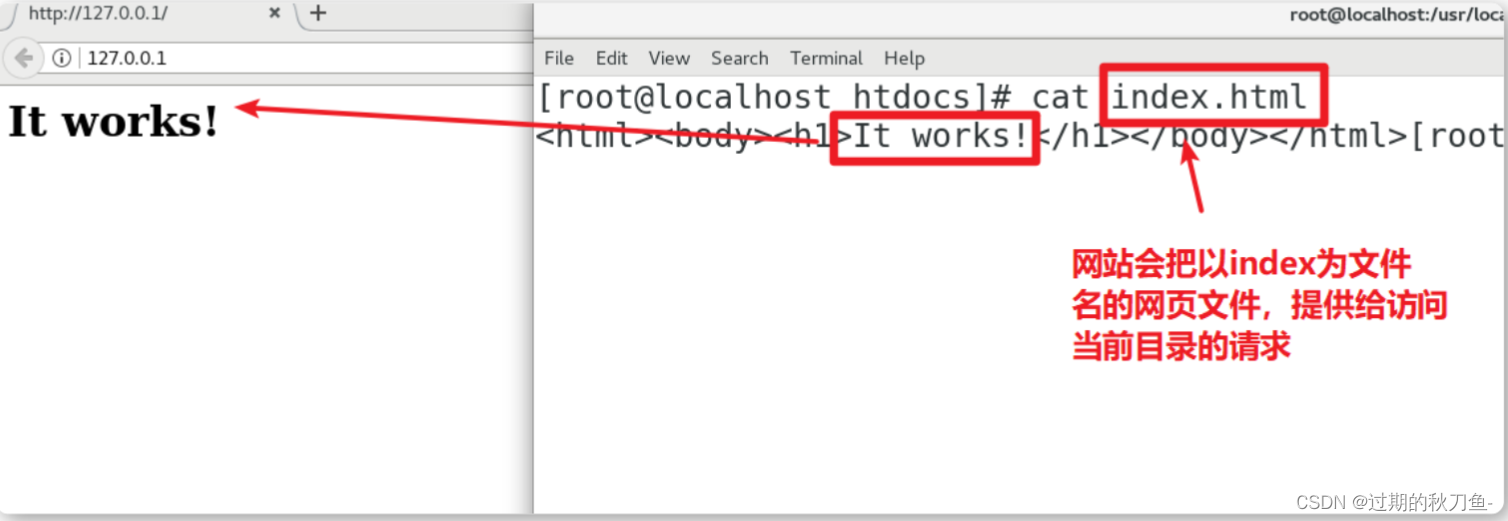 http://127.0.0.1/
127.0.0.1
It works!
root@localhost:/usr/loca
File Edit View Search Terminal Help
[root@localhost htdocs]# cat index.html
<html><body><h1>It works!</h1></body></html>[root
网站会把以index为文件
名的网页文件，提供给访问
当前目录的请求
CSDN @过期的秋刀鱼-